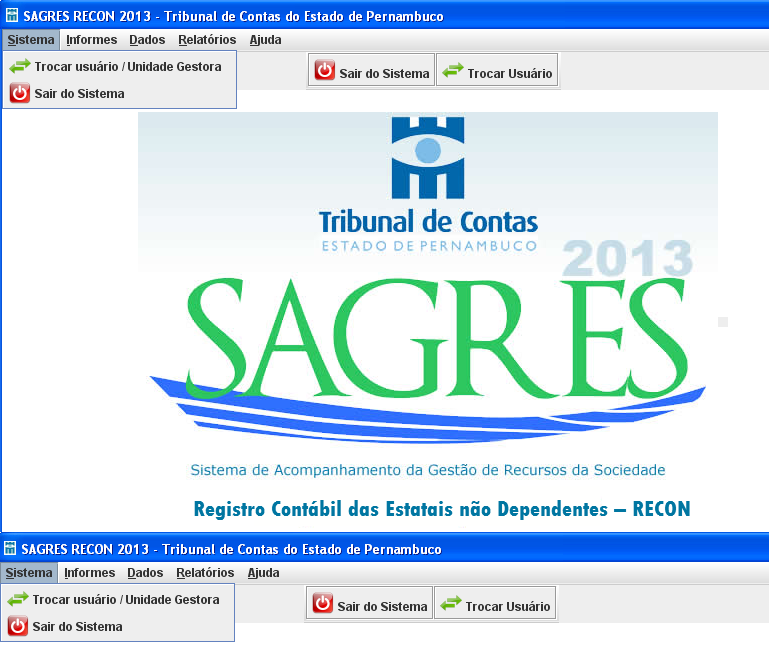 SAGRES RECON 2013 - Tribunal de Contas do Estado de Pernambuco
Sistema Informes Dados Relatórios Ajuda
Trocar usuário / Unidade Gestora
Sair do Sistema
Sair do Sistema Trocar Usuário
Tribunal de Contas
ESTADO DE PERNAMBUCO
2013
SAGRES
Sistema de Acompanhamento da Gestão de Recursos da Sociedade
Registro Contábil das Estatais não Dependentes – RECON
SAGRES RECON 2013 - Tribunal de Contas do Estado de Pernambuco
Sistema Informes Dados Relatórios Ajuda
Trocar usuário / Unidade Gestora
Sair do Sistema
Sair do Sistema Trocar Usuário